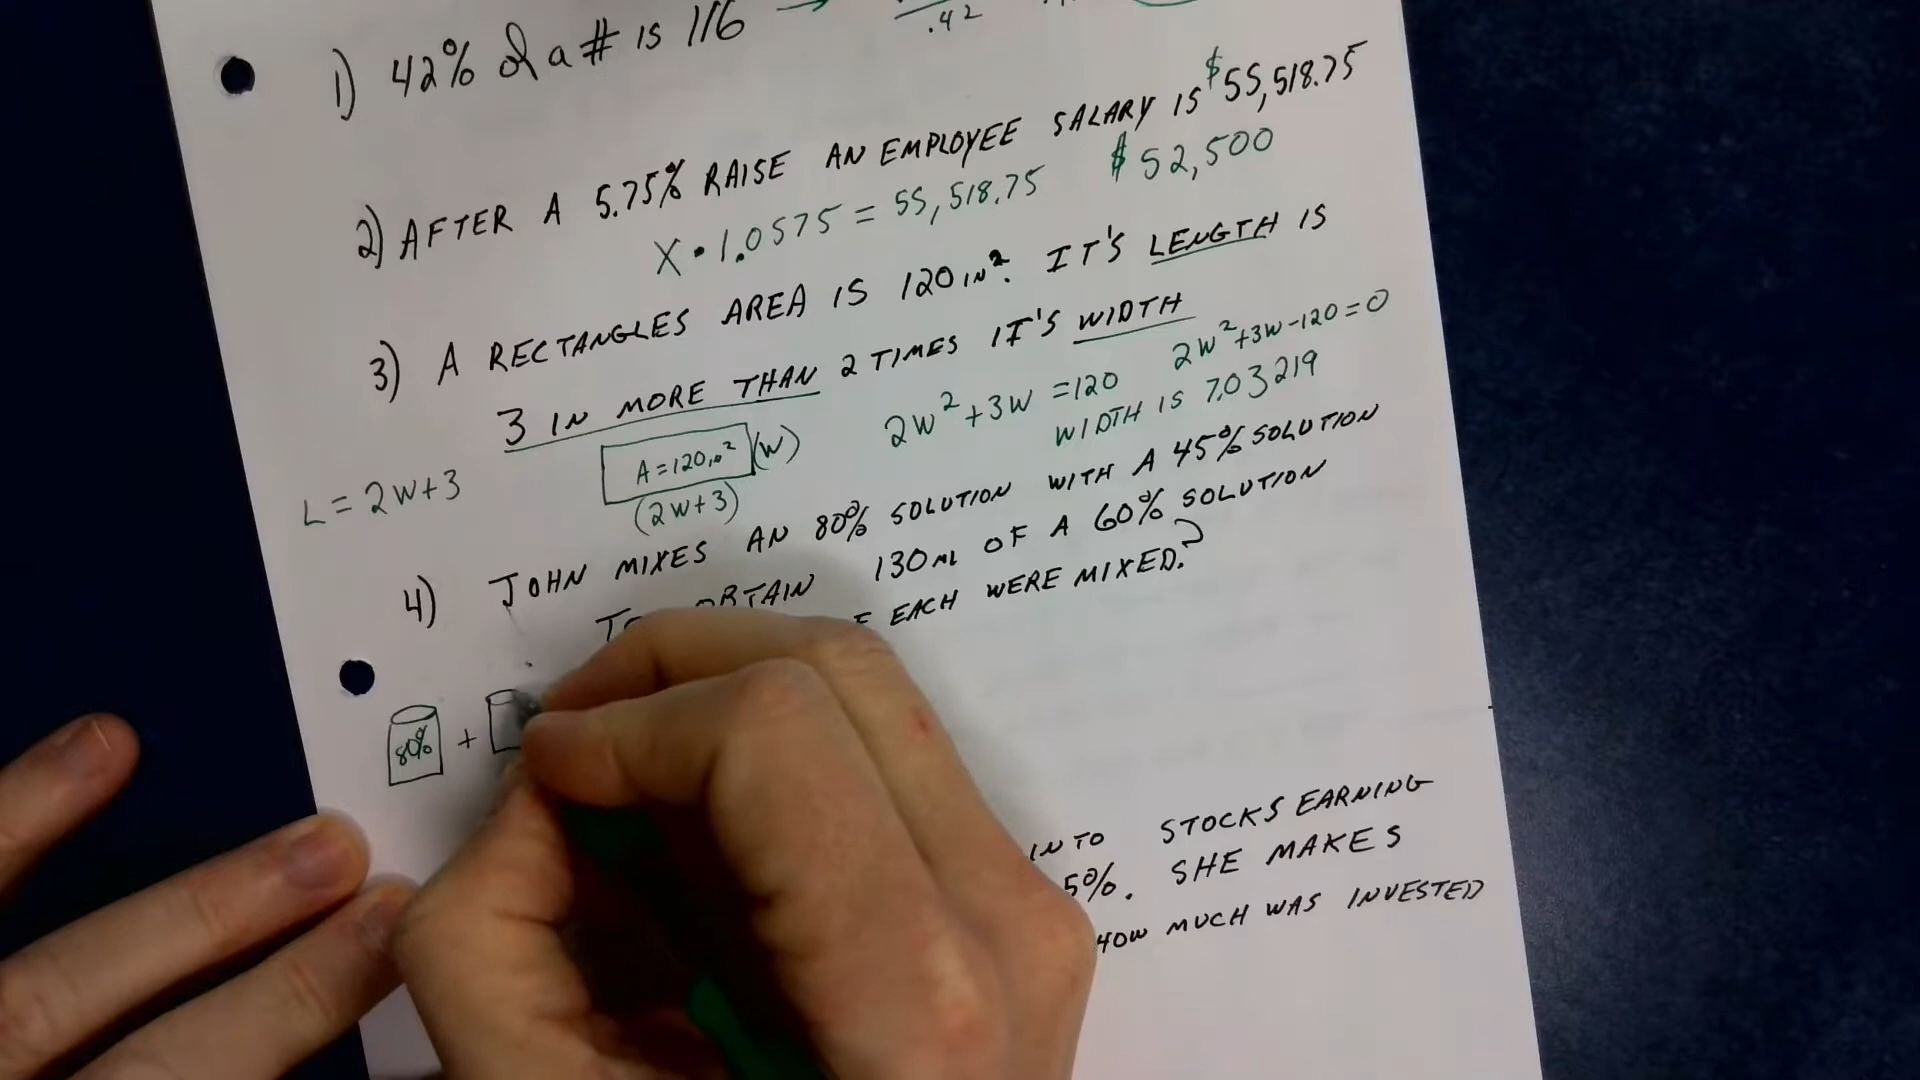 1) 42% of a # is 116
.42
2) AFTER A 5.75% RAISE AN EMPLOYEE SALARY IS $55,518.75
X • 1.0575 = 55,518.75 $52,500
3) A RECTANGLES AREA IS 120 IN². IT'S LENGTH IS
3 IN MORE THAN 2 TIMES IT'S WIDTH
2W²+3W-120=0
2W²+3W=120
WIDTH IS 7.03219
A=120in² (W)
L=2W+3
(2W+3)
4) JOHN MIXES AN 80% SOLUTION WITH A 45% SOLUTION
OBTAIN 130ML OF A 60% SOLUTION
EACH WERE MIXED?
80% +
INTO STOCKS EARNING
5%. SHE MAKES
HOW MUCH WAS INVESTED